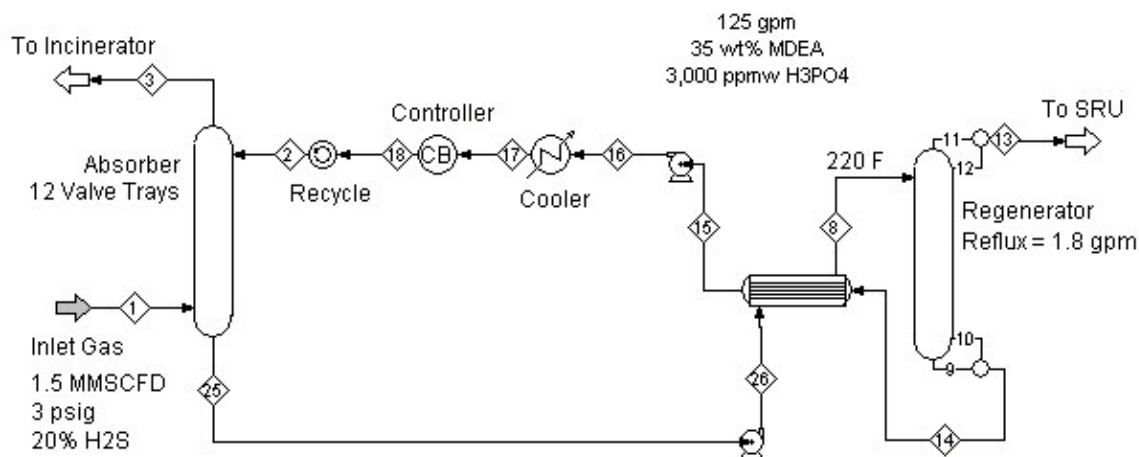 125 gpm
35 wt% MDEA
3,000 ppmw H3PO4
To Incinerator
3
Controller
To SRU
11
13
12
Absorber
12 Valve Trays
2
18
CB
17
16
220 F
Recycle
Cooler
Regenerator
Reflux = 1.8 gpm
15
8
1
10
9
Inlet Gas
1.5 MMSCFD
3 psig
20% H2S
25
26
14